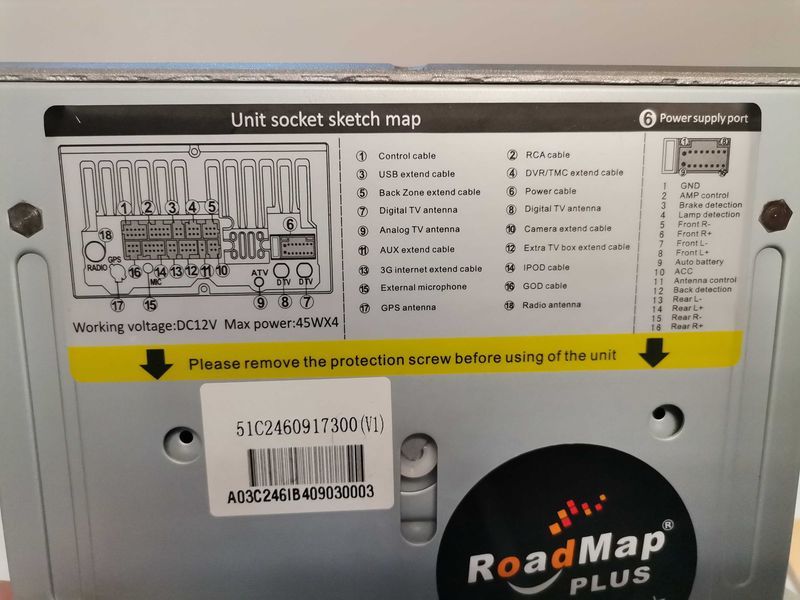 Unit socket sketch map
6 Power supply port
1 2 3 4 5
6
18
RADIO
GPS
16
MIC
14 13 12 11 10
ATV
DTV DTV
17 15 9 8 7
Working voltage:DC12V Max power:45WX4
1 Control cable
2 RCA cable
3 USB extend cable
4 DVR/TMC extend cable
5 Back Zone extend cable
6 Power cable
7 Digital TV antenna
8 Digital TV antenna
9 Analog TV antenna
10 Camera extend cable
11 AUX extend cable
12 Extra TV box extend cable
13 3G internet extend cable
14 IPOD cable
15 External microphone
16 GOD cable
17 GPS antenna
18 Radio antenna
1 GND
2 AMP control
3 Brake detection
4 Lamp detection
5 Front R-
6 Front R+
7 Front L-
8 Front L+
9 Auto battery
10 ACC
11 Antenna control
12 Back detection
13 Rear L-
14 Rear L+
15 Rear R-
16 Rear R+
Please remove the protection screw before using of the unit
51C2460917300(V1)
A03C246IB409030003
RoadMap®
PLUS